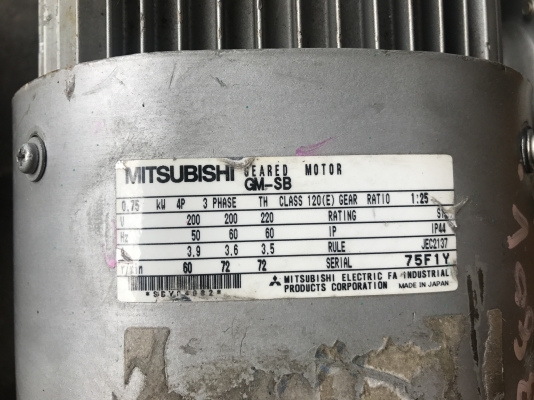 MITSUBISHI GEARED MOTOR
GM-SB
0.75 kW 4P 3 PHASE TH CLASS 120(E) GEAR RATIO 1:25
V 200 200 220 RATING
Hz 50 60 60 IP IP44
A 3.9 3.6 3.5 RULE JEC2137
r/min 60 72 72 SERIAL 75F1Y
MITSUBISHI ELECTRIC FA INDUSTRIAL
PRODUCTS CORPORATION MADE IN JAPAN